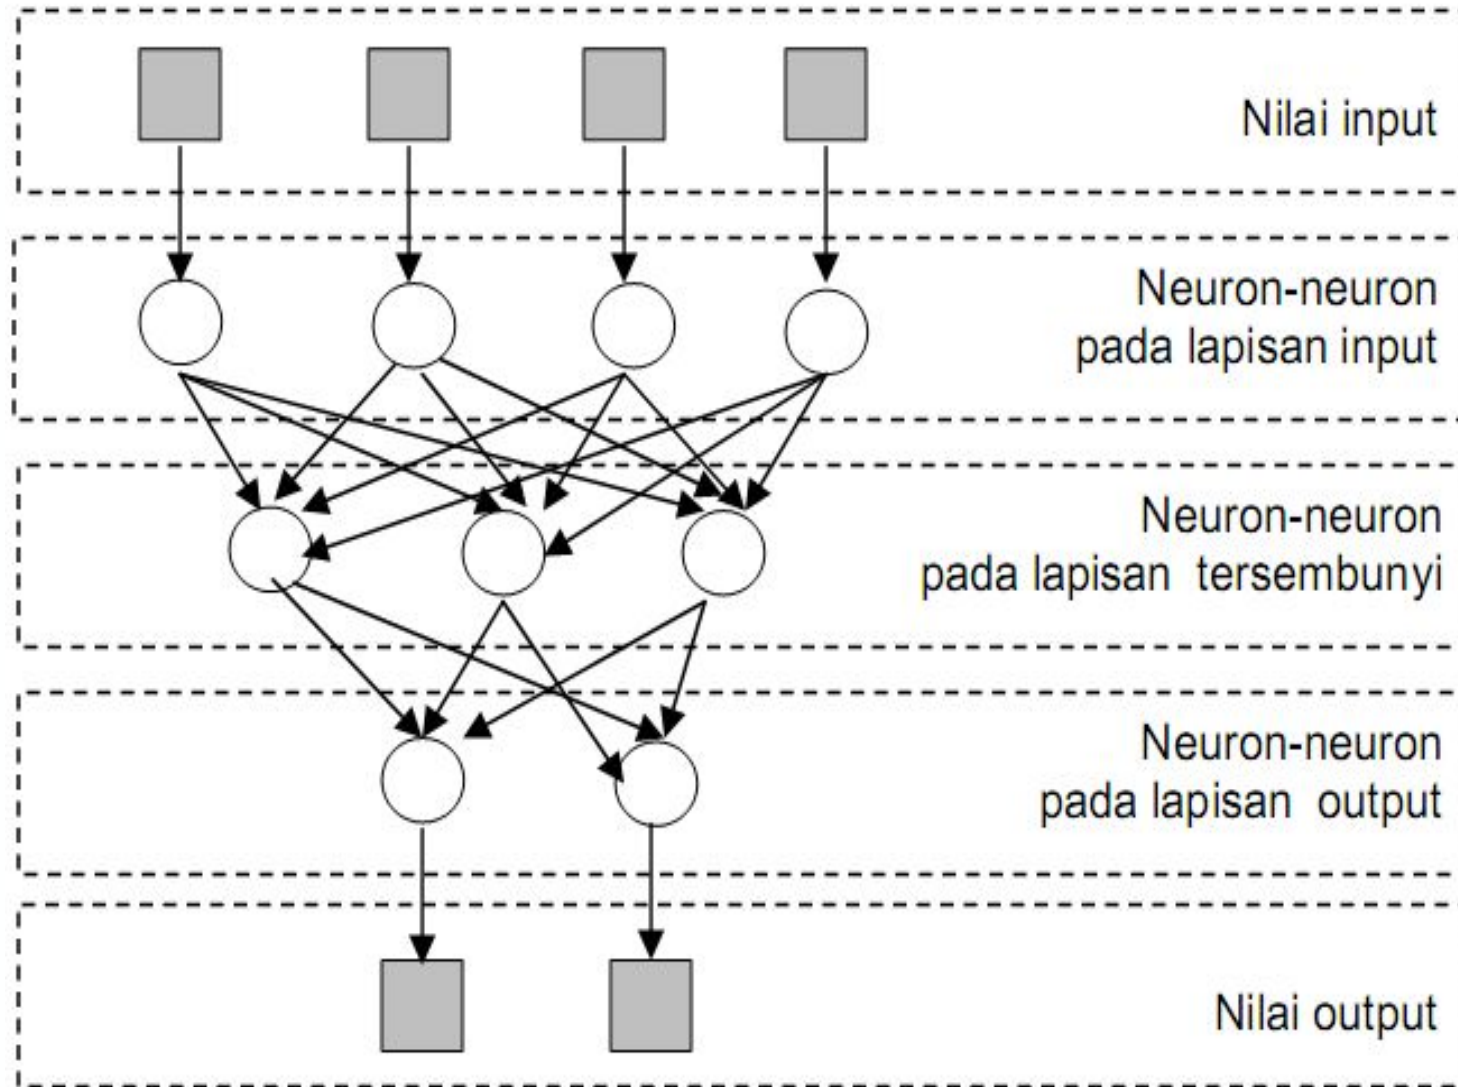 Nilai input
Neuron-neuron
pada lapisan input
Neuron-neuron
pada lapisan tersembunyi
Neuron-neuron
pada lapisan output
Nilai output